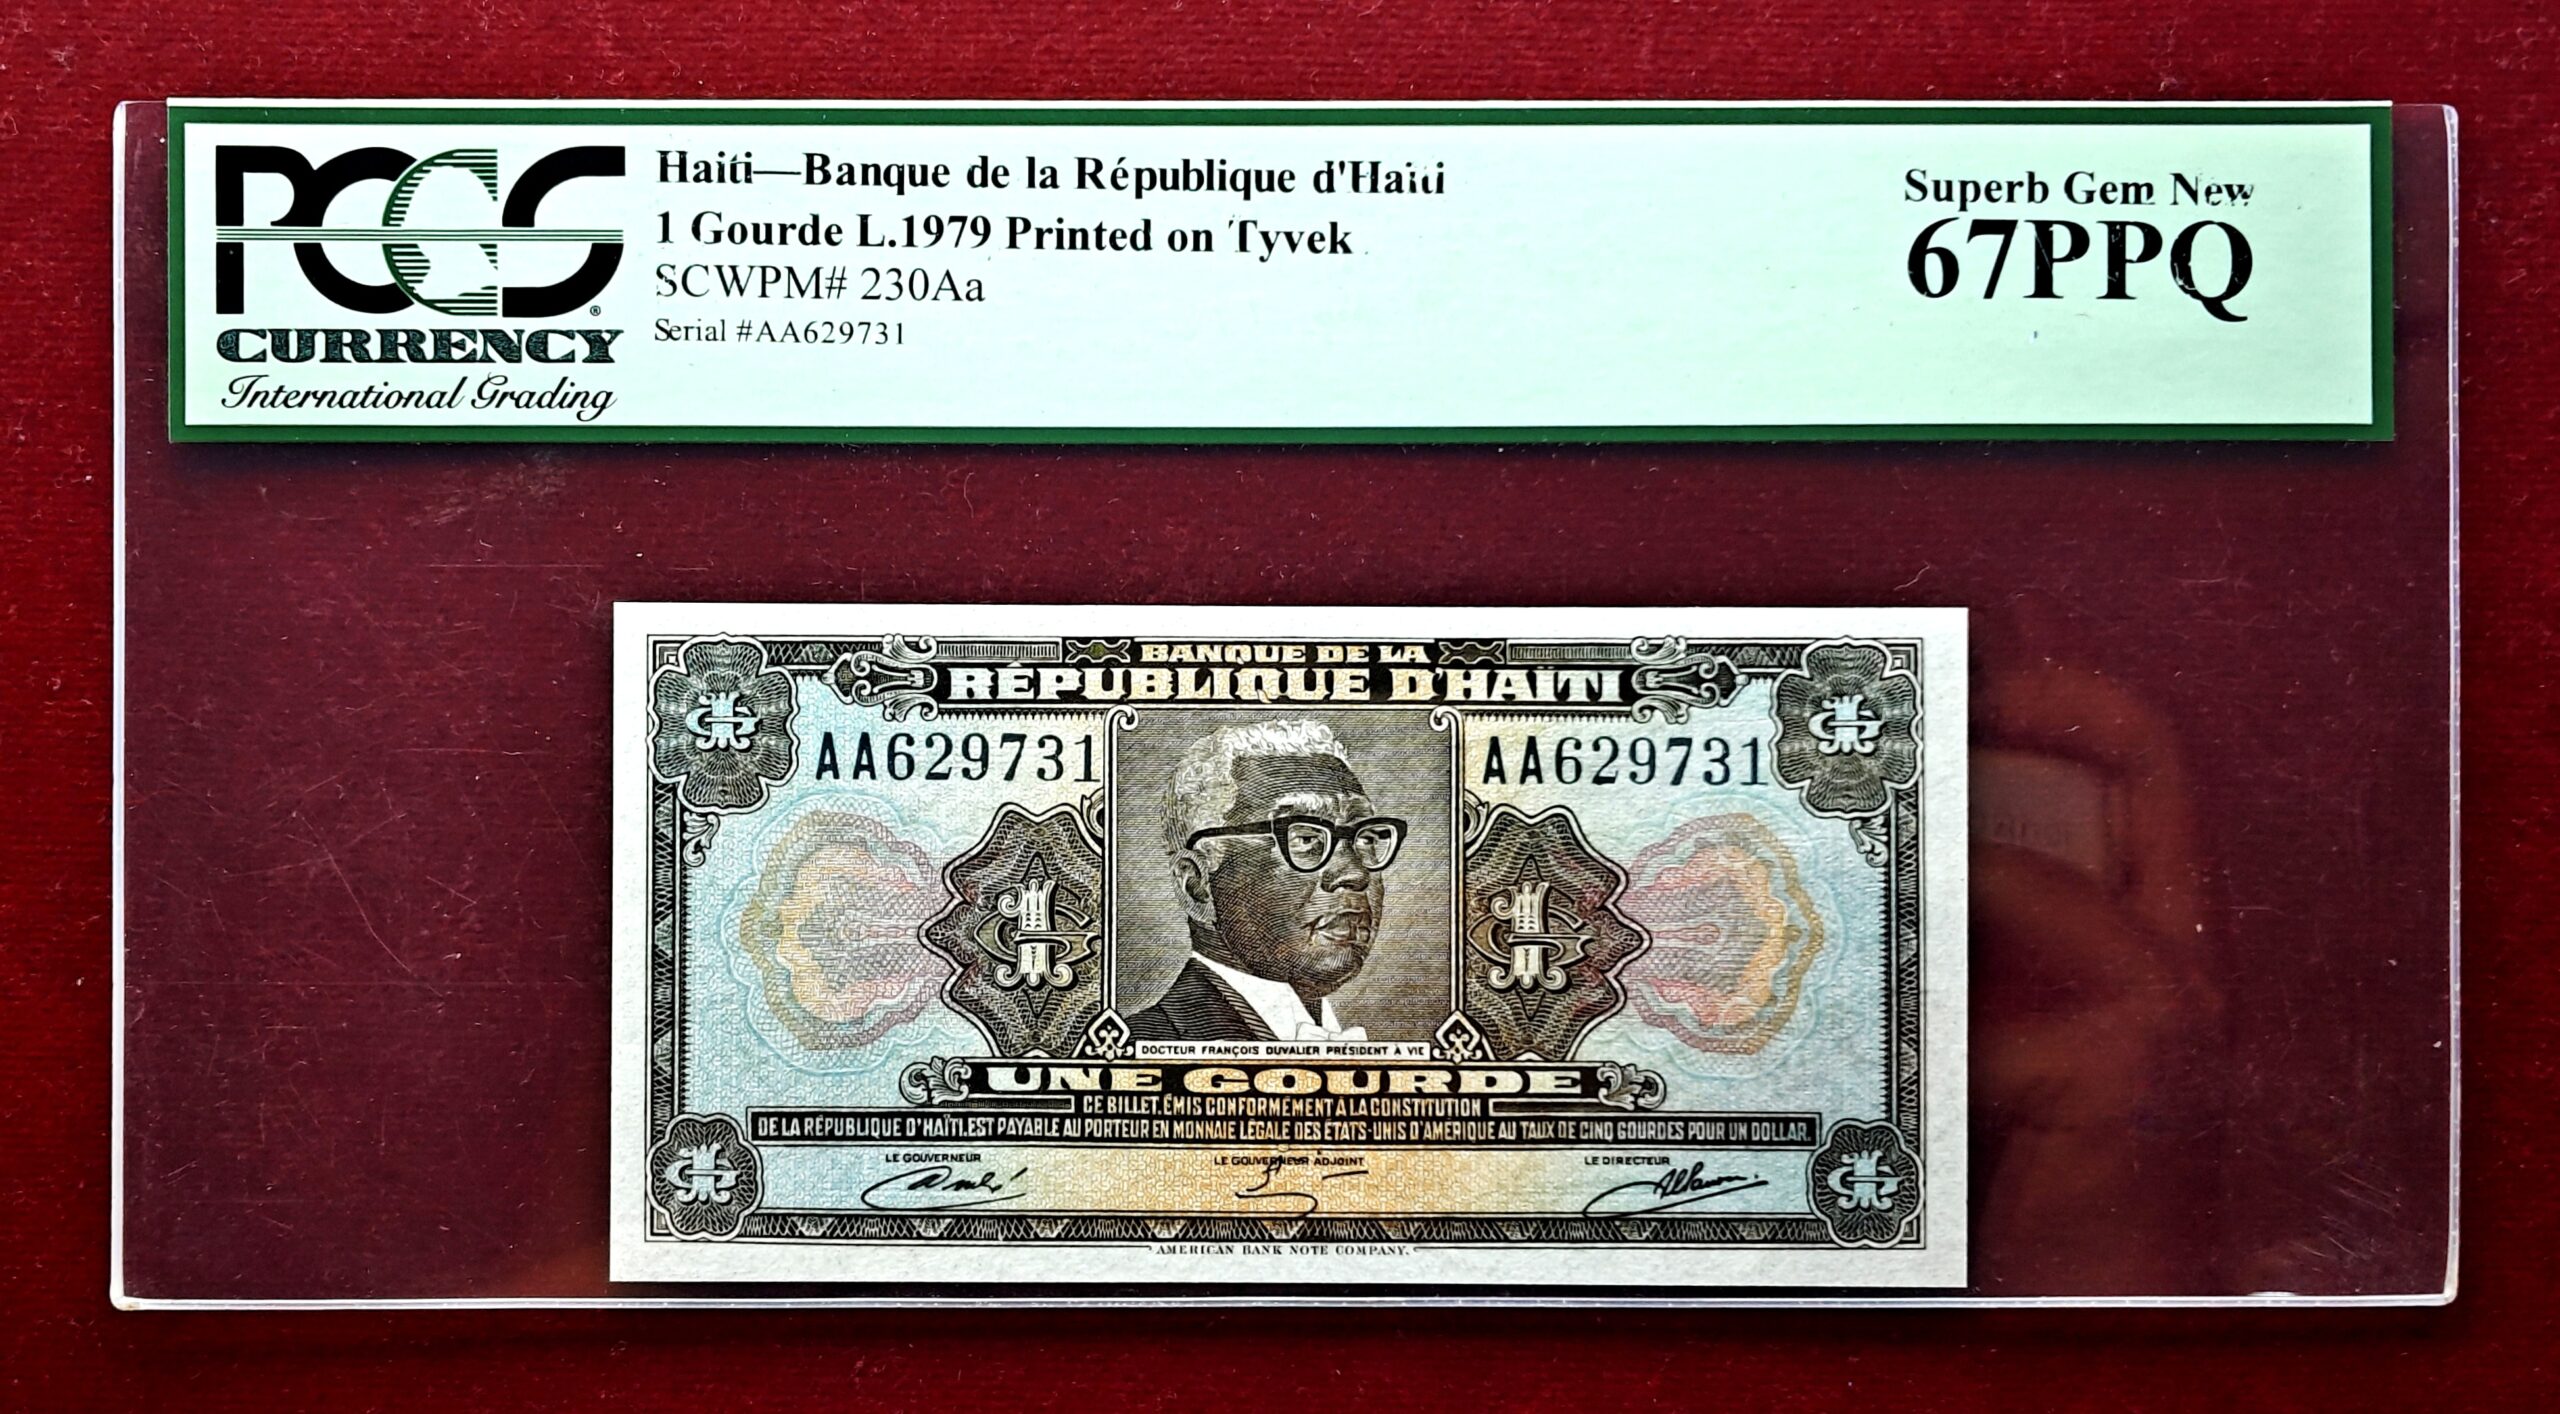 PCGS®
CURRENCY
International Grading
Haiti—Banque de la République d'Haïti
1 Gourde L.1979 Printed on Tyvek
SCWPM# 230Aa
Serial #AA629731
Superb Gem New
67PPQ
BANQUE DE LA
RÉPUBLIQUE D'HAÏTI
AA629731
AA629731
DOCTEUR FRANÇOIS DUVALIER PRÉSIDENT À VIE
UNE GOURDE
CE BILLET, ÉMIS CONFORMÉMENT À LA CONSTITUTION
DE LA RÉPUBLIQUE D'HAÏTI, EST PAYABLE AU PORTEUR EN MONNAIE LÉGALE DES ÉTATS-UNIS D'AMÉRIQUE AU TAUX DE CINQ GOURDES POUR UN DOLLAR.
LE GOUVERNEUR
LE GOUVERNEUR ADJOINT
LE DIRECTEUR
AMERICAN BANK NOTE COMPANY.